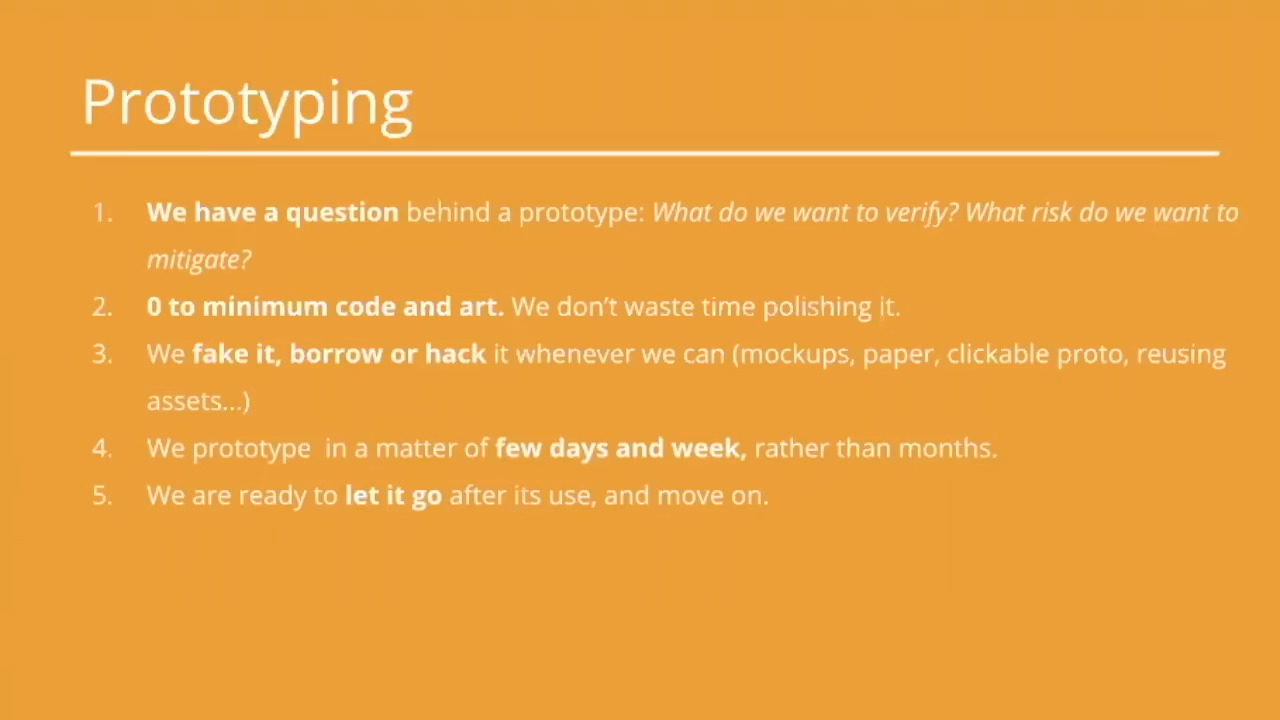 Prototyping
1. We have a question behind a prototype: What do we want to verify? What risk do we want to
mitigate?
2. 0 to minimum code and art. We don’t waste time polishing it.
3. We fake it, borrow or hack it whenever we can (mockups, paper, clickable proto, reusing
assets...)
4. We prototype  in a matter of few days and week, rather than months.
5. We are ready to let it go after its use, and move on.